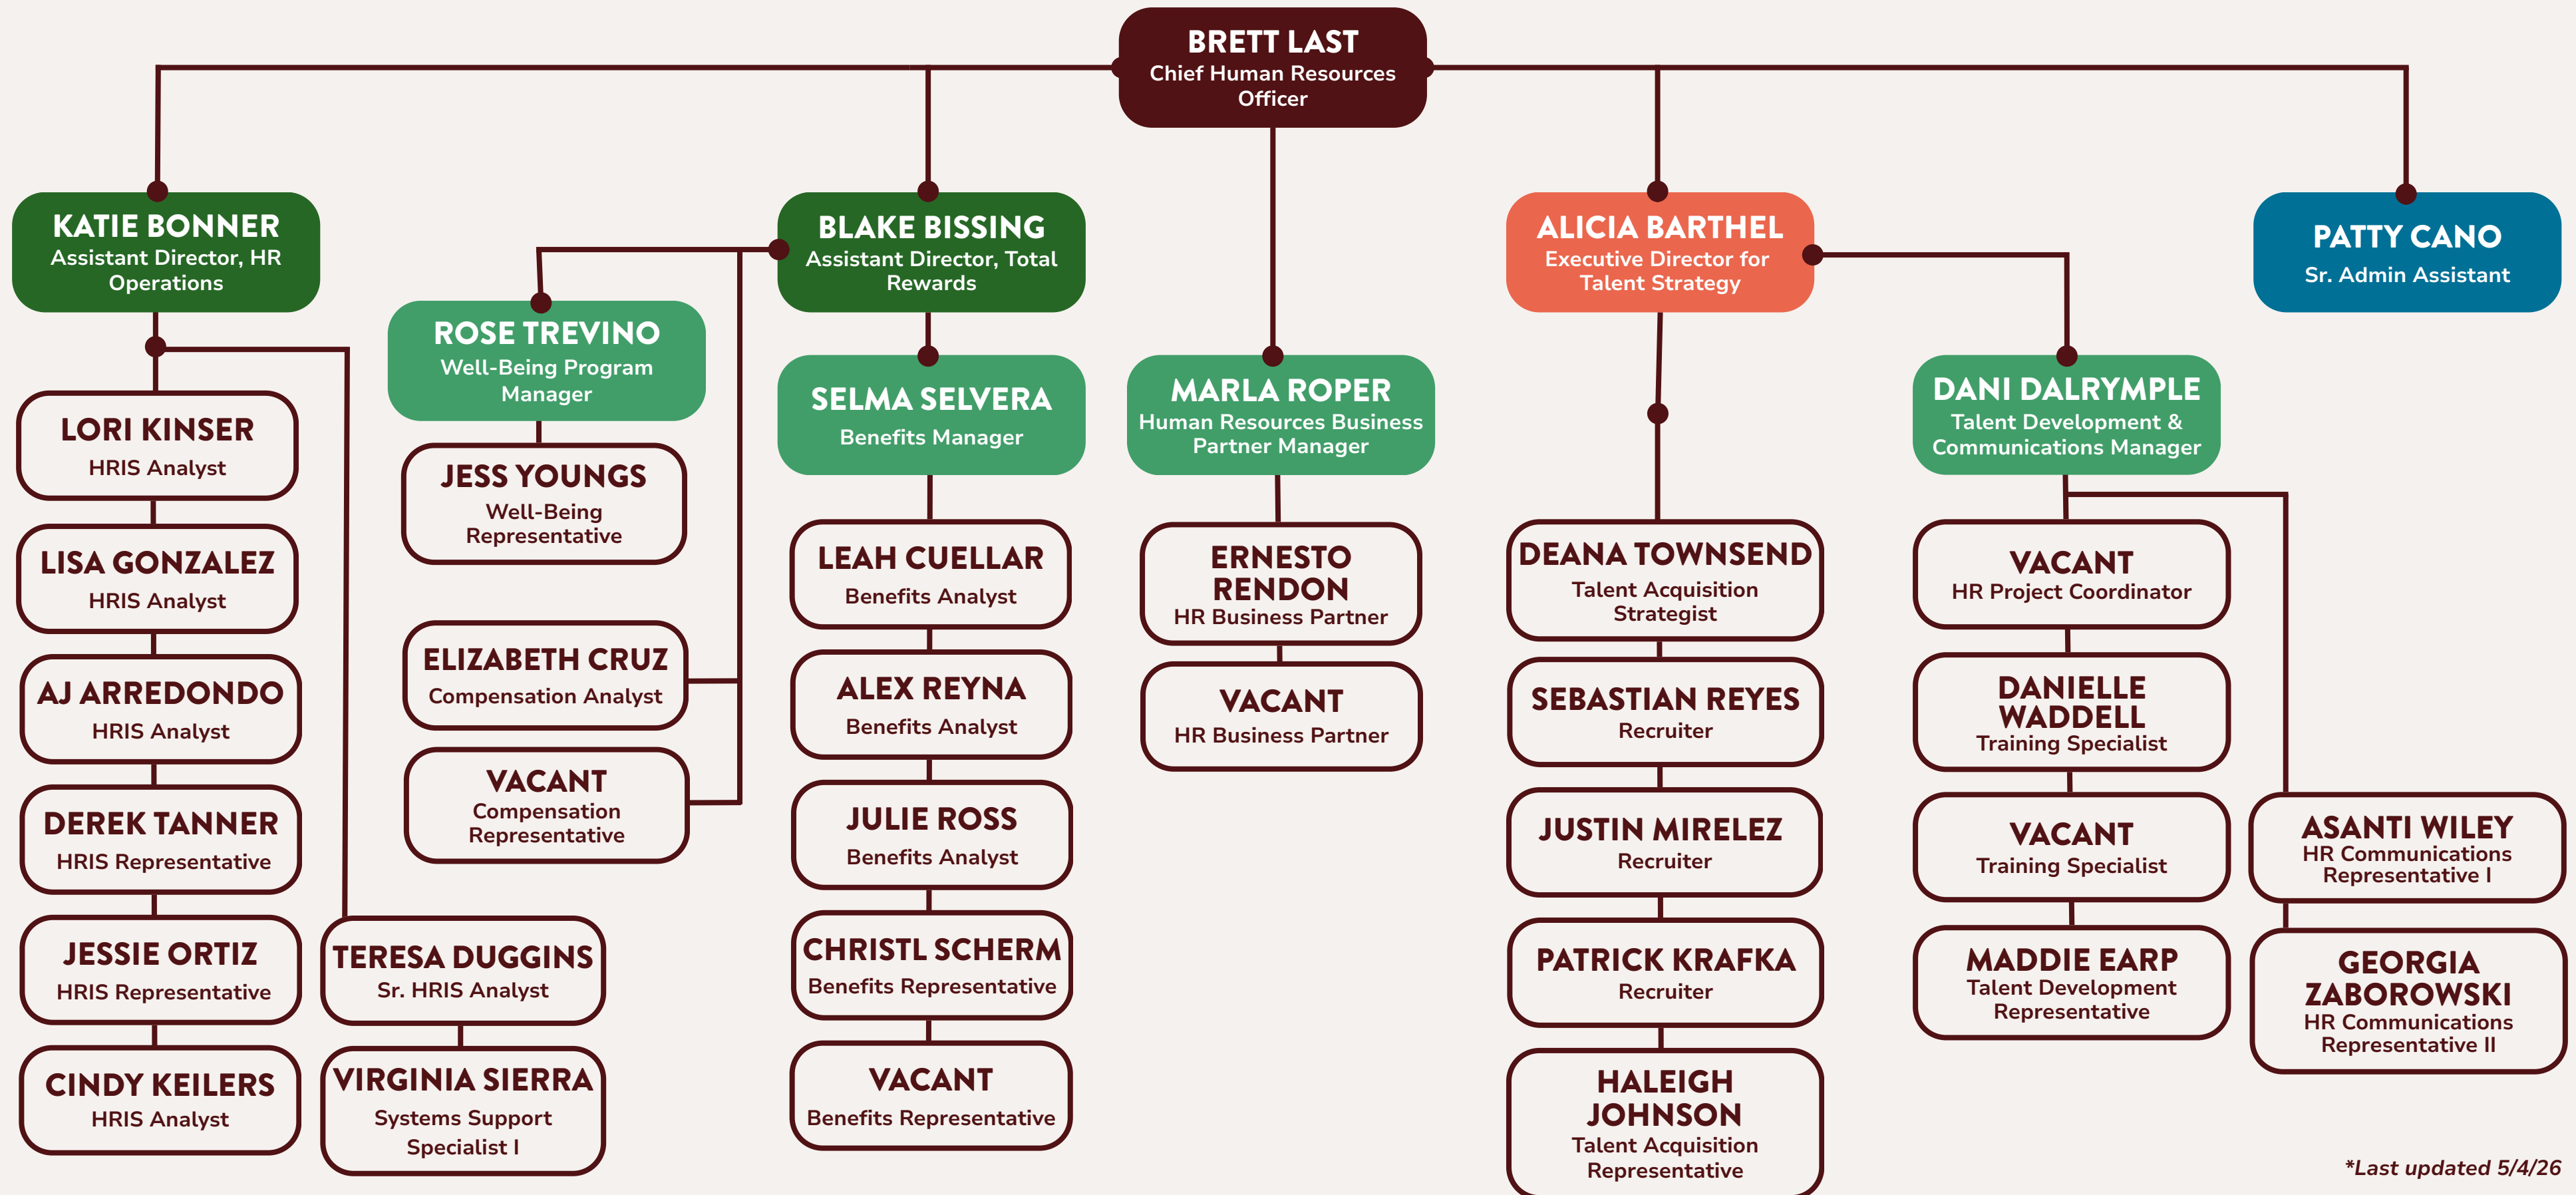 BRETT LAST
Chief Human Resources
Officer
KATIE BONNER
Assistant Director, HR
Operations
LORI KINSER
HRIS Analyst
LISA GONZALEZ
HRIS Analyst
AJ ARREDONDO
HRIS Analyst
DEREK TANNER
HRIS Representative
JESSIE ORTIZ
HRIS Representative
CINDY KEILERS
HRIS Analyst
TERESA DUGGINS
Sr. HRIS Analyst
VIRGINIA SIERRA
Systems Support
Specialist I
BLAKE BISSING
Assistant Director, Total
Rewards
ROSE TREVINO
Well-Being Program
Manager
JESS YOUNGS
Well-Being
Representative
ELIZABETH CRUZ
Compensation Analyst
VACANT
Compensation
Representative
SELMA SELVERA
Benefits Manager
LEAH CUELLAR
Benefits Analyst
ALEX REYNA
Benefits Analyst
JULIE ROSS
Benefits Analyst
CHRISTL SCHERM
Benefits Representative
VACANT
Benefits Representative
MARLA ROPER
Human Resources Business
Partner Manager
ERNESTO
RENDON
HR Business Partner
VACANT
HR Business Partner
ALICIA BARTHEL
Executive Director for
Talent Strategy
DEANA TOWNSEND
Talent Acquisition
Strategist
SEBASTIAN REYES
Recruiter
JUSTIN MIRELEZ
Recruiter
PATRICK KRAFKA
Recruiter
HALEIGH
JOHNSON
Talent Acquisition
Representative
DANI DALRYMPLE
Talent Development &
Communications Manager
VACANT
HR Project Coordinator
DANIELLE
WADDELL
Training Specialist
VACANT
Training Specialist
MADDIE EARP
Talent Development
Representative
ASANTI WILEY
HR Communications
Representative I
GEORGIA
ZABOROWSKI
HR Communications
Representative II
PATTY CANO
Sr. Admin Assistant
*Last updated 5/4/26